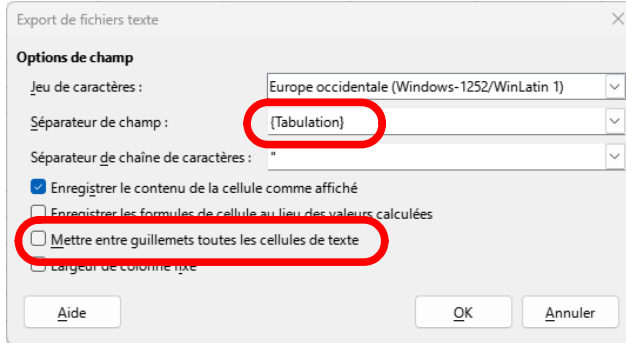 Export de fichiers texte
Options de champ
Jeu de caractères : Europe occidentale (Windows-1252/WinLatin 1)
Séparateur de champ : {Tabulation}
Séparateur de chaîne de caractères : "
Enregistrer le contenu de la cellule comme affiché
Enregistrer les formules de cellule au lieu des valeurs calculées
Mettre entre guillemets toutes les cellules de texte
Largeur de colonne fixe
Aide OK Annuler